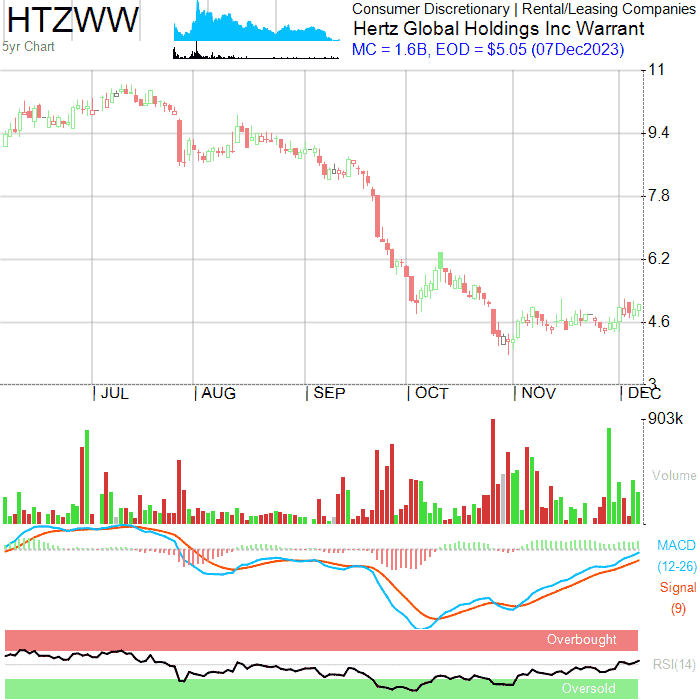 HTZWW
5yr Chart
Consumer Discretionary | Rental/Leasing Companies
Hertz Global Holdings Inc Warrant
MC = 1.6B, EOD = $5.05 (07Dec2023)
11
9.4
7.8
6.2
4.6
3
JUL AUG SEP OCT NOV DEC
903k
Volume
MACD
(12-26)
Signal
(9)
Overbought
RSI(14)
Oversold